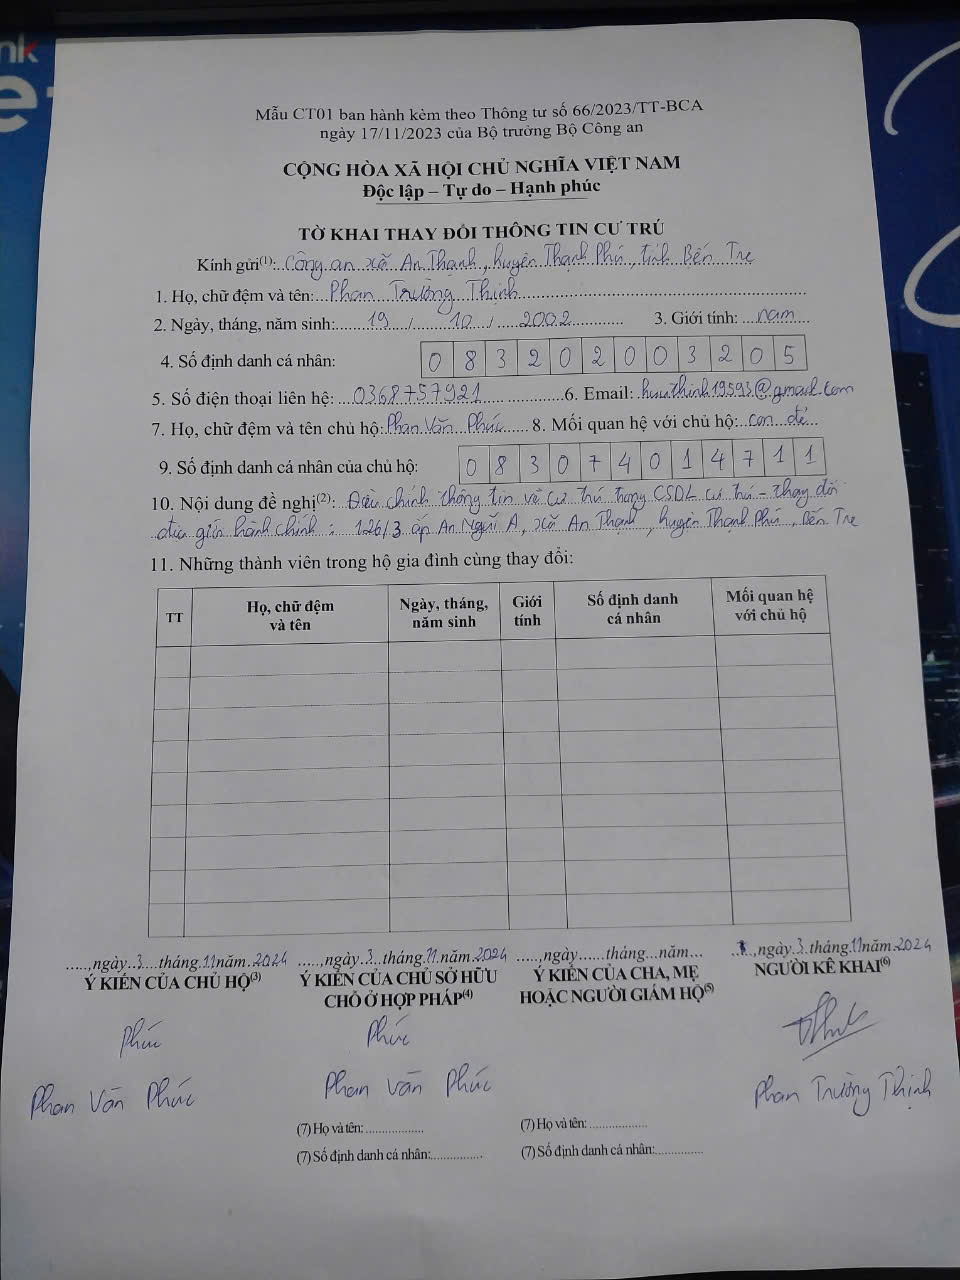 nk
e
Mẫu CT01 ban hành kèm theo Thông tư số 66/2023/TT-BCA
ngày 17/11/2023 của Bộ trưởng Bộ Công an
CỘNG HÒA XÃ HỘI CHỦ NGHĨA VIỆT NAM
Độc lập – Tự do – Hạnh phúc
TỜ KHAI THAY ĐỔI THÔNG TIN CƯ TRÚ
Kính gửi(1): Công an xã An Thạnh, huyện Thạnh Phú, tỉnh Bến Tre
1. Họ, chữ đệm và tên: Phan Trường Thịnh
2. Ngày, tháng, năm sinh: 19 / 10 / 2002 3. Giới tính: nam
4. Số định danh cá nhân: 0 8 3 2 0 2 0 0 3 2 0 5
5. Số điện thoại liên hệ: 0368757921 6. Email: huuthinh19593@gmail.com
7. Họ, chữ đệm và tên chủ hộ: Phan Văn Phúc 8. Mối quan hệ với chủ hộ: con đẻ
9. Số định danh cá nhân của chủ hộ: 0 8 3 0 7 4 0 1 4 7 1 1
10. Nội dung đề nghị(2): Điều chỉnh thông tin về cư trú trong CSDL cư trú - thay đổi
địa giới hành chính: 126/3 ấp An Ngãi A, xã An Thạnh, huyện Thạnh Phú, Bến Tre
11. Những thành viên trong hộ gia đình cùng thay đổi:
TT Họ, chữ đệm và tên Ngày, tháng, năm sinh Giới tính Số định danh cá nhân Mối quan hệ với chủ hộ
....., ngày 3 tháng 11 năm 2024 ....., ngày 3 tháng 11 năm 2024 ....., ngày...... tháng... năm... ....., ngày 3 tháng 11 năm 2024
Ý KIẾN CỦA CHỦ HỘ(3) Ý KIẾN CỦA CHỦ SỞ HỮU CHỖ Ở HỢP PHÁP(4) Ý KIẾN CỦA CHA, MẸ HOẶC NGƯỜI GIÁM HỘ(5) NGƯỜI KÊ KHAI(6)
Phúc Phúc
Phan Văn Phúc Phan Văn Phúc Phan Trường Thịnh
(7) Họ và tên: .................. (7) Họ và tên: ..................
(7) Số định danh cá nhân:............... (7) Số định danh cá nhân:...............